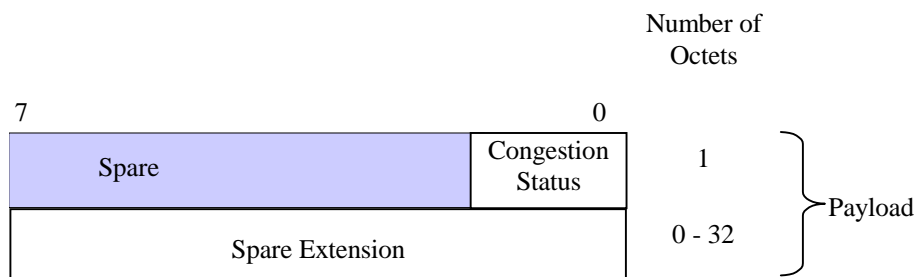 Number of
Octets
7 0
Spare
Congestion
Status
1
Spare Extension
0 - 32
Payload